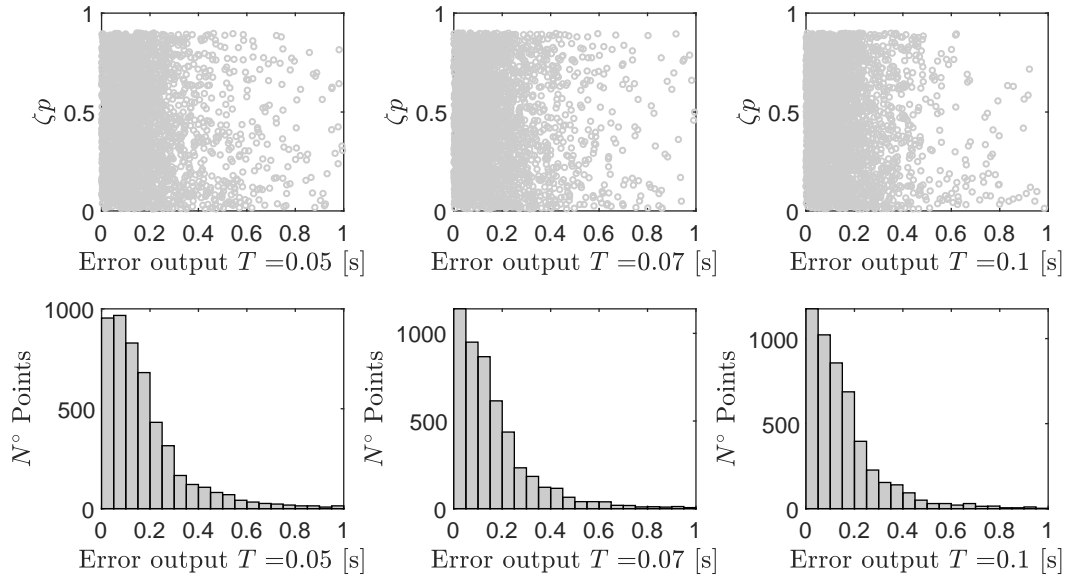 1
ζp
0.5
0
0 0.2 0.4 0.6 0.8 1
Error output T =0.05 [s]
1
ζp
0.5
0
0 0.2 0.4 0.6 0.8 1
Error output T =0.07 [s]
1
ζp
0.5
0
0 0.2 0.4 0.6 0.8 1
Error output T =0.1 [s]
1000
N° Points
500
0
0 0.2 0.4 0.6 0.8 1
Error output T =0.05 [s]
1000
N° Points
500
0
0 0.2 0.4 0.6 0.8 1
Error output T =0.07 [s]
1000
N° Points
500
0
0 0.2 0.4 0.6 0.8 1
Error output T =0.1 [s]